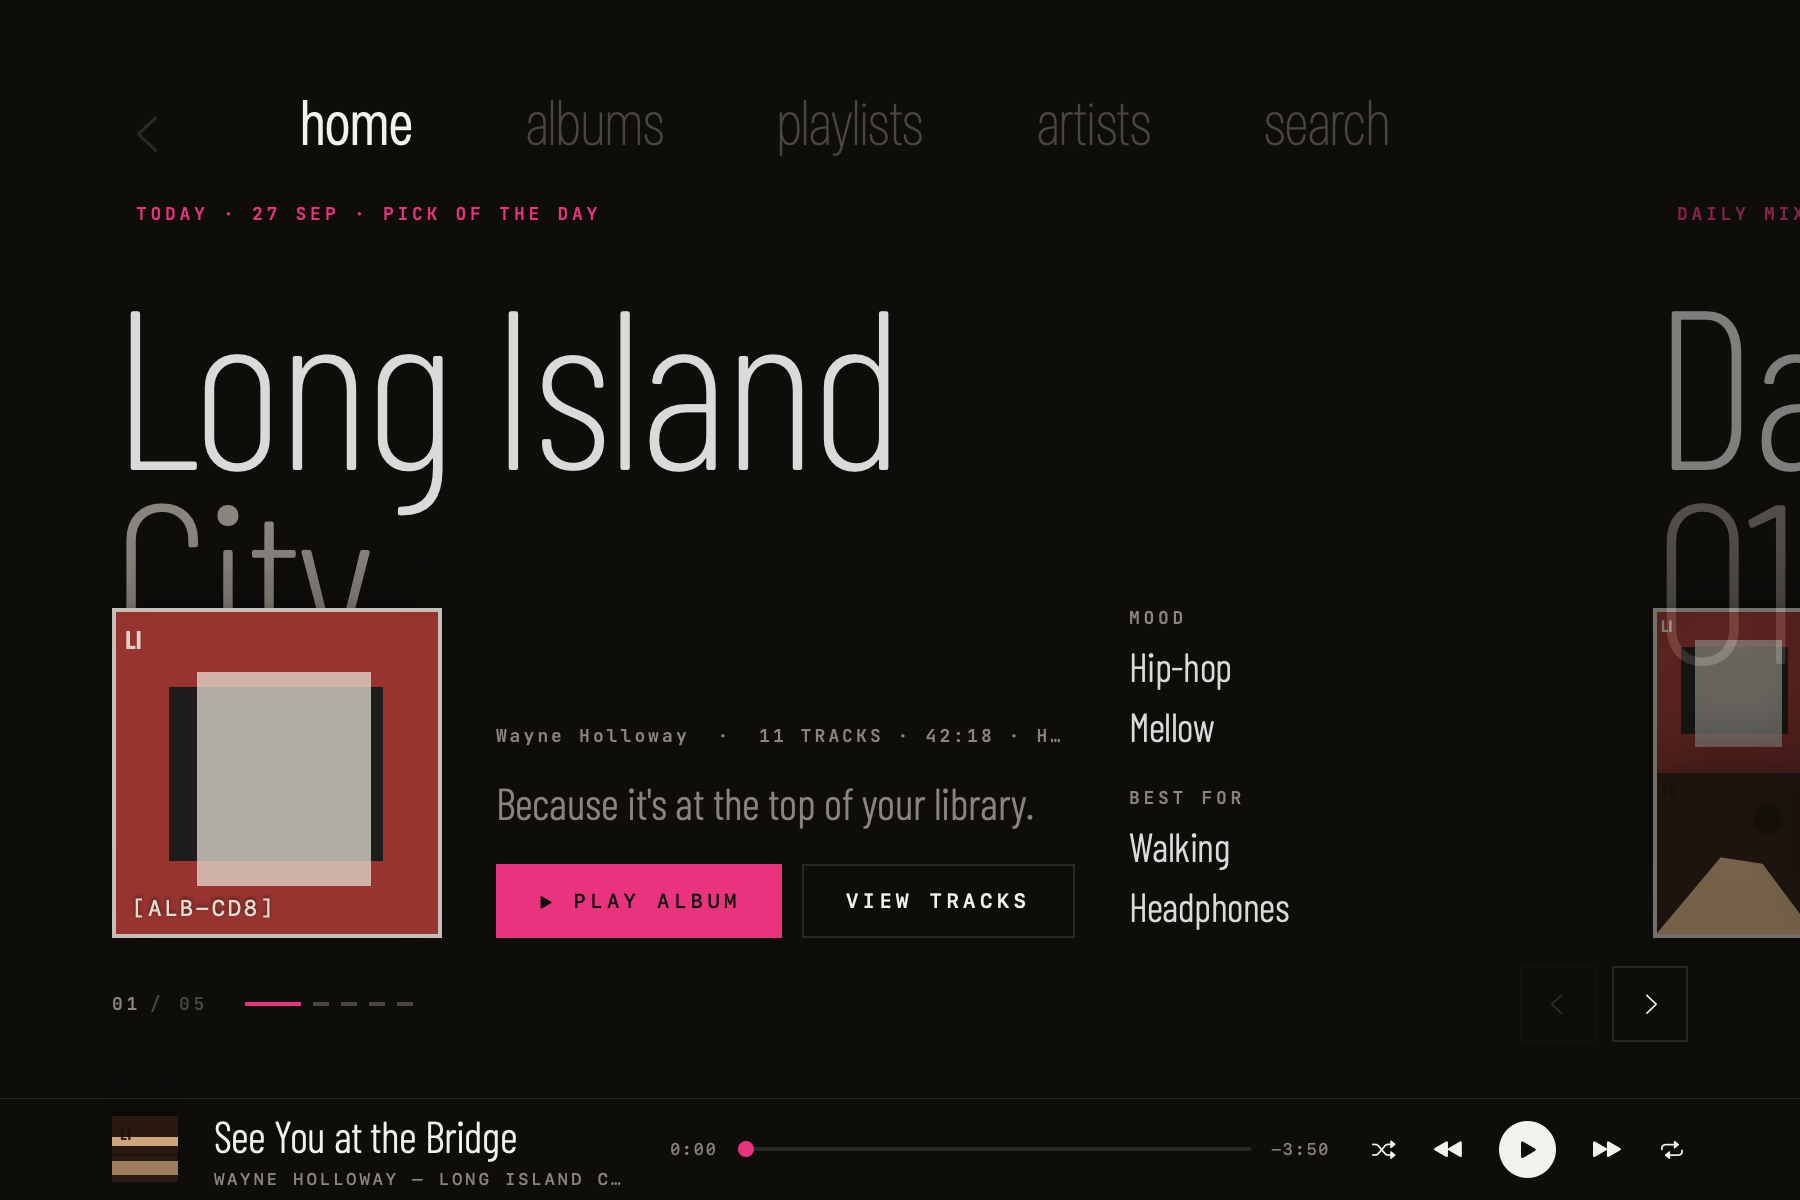 home albums playlists artists search
TODAY · 27 SEP · PICK OF THE DAY
DAILY MIX
Long Island
City
Da
01
LI
[ALB–CD8]
Wayne Holloway · 11 TRACKS · 42:18 · H…
Because it's at the top of your library.
▶ PLAY ALBUM
VIEW TRACKS
MOOD
Hip-hop
Mellow
BEST FOR
Walking
Headphones
LI
01 / 05
LI
See You at the Bridge
WAYNE HOLLOWAY — LONG ISLAND C…
0:00
–3:50